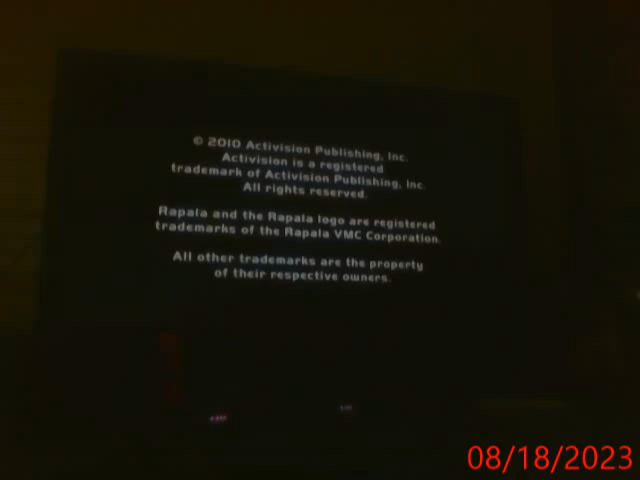 © 2010 Activision Publishing, Inc.
Activision is a registered
trademark of Activision Publishing, Inc.
All rights reserved.
Rapala and the Rapala logo are registered
trademarks of the Rapala VMC Corporation.
All other trademarks are the property
of their respective owners.
08/18/2023